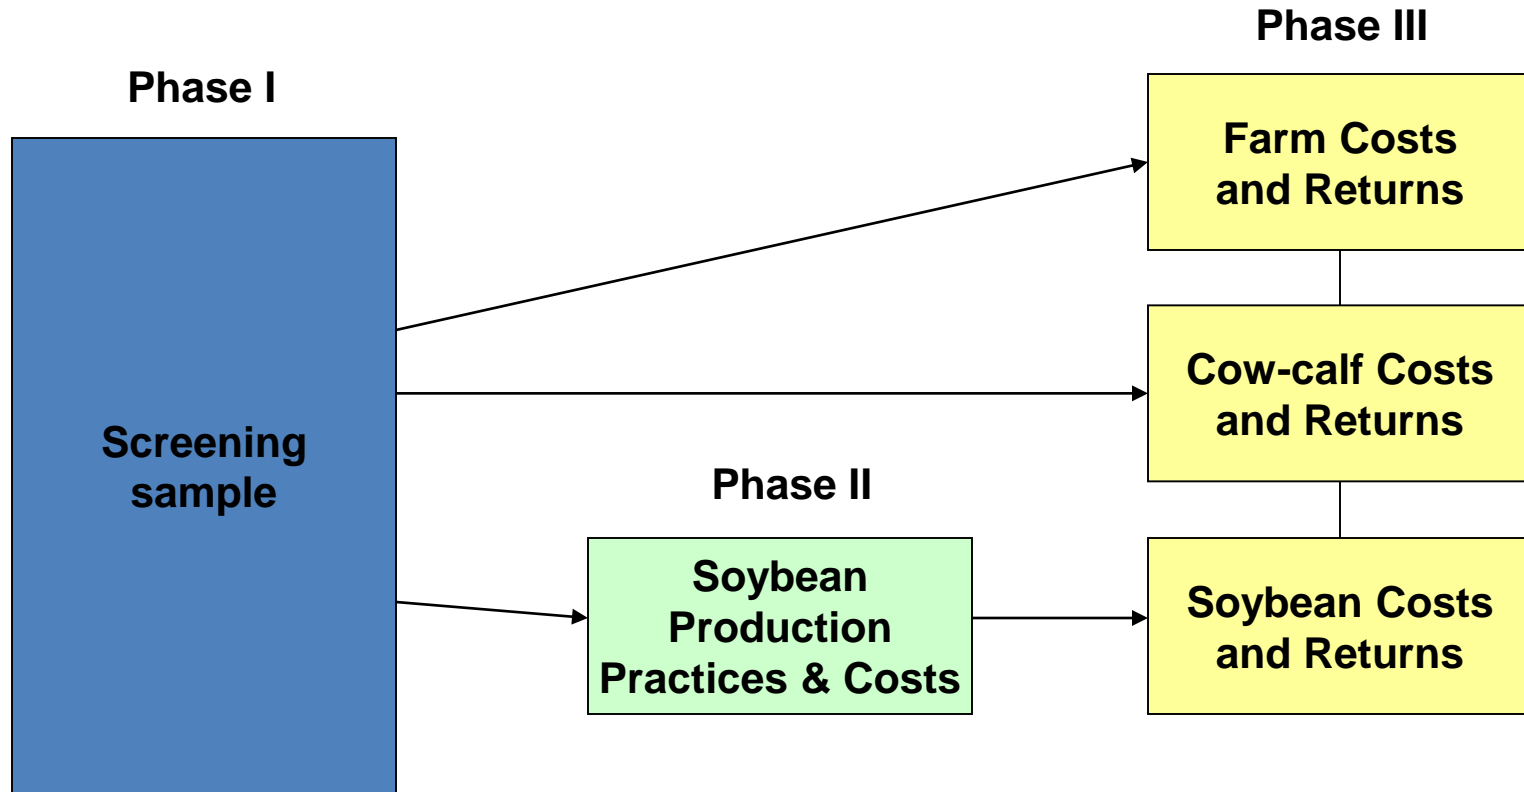 Phase I
Screening
sample
Phase II
Soybean
Production
Practices & Costs
Phase III
Farm Costs
and Returns
Cow-calf Costs
and Returns
Soybean Costs
and Returns